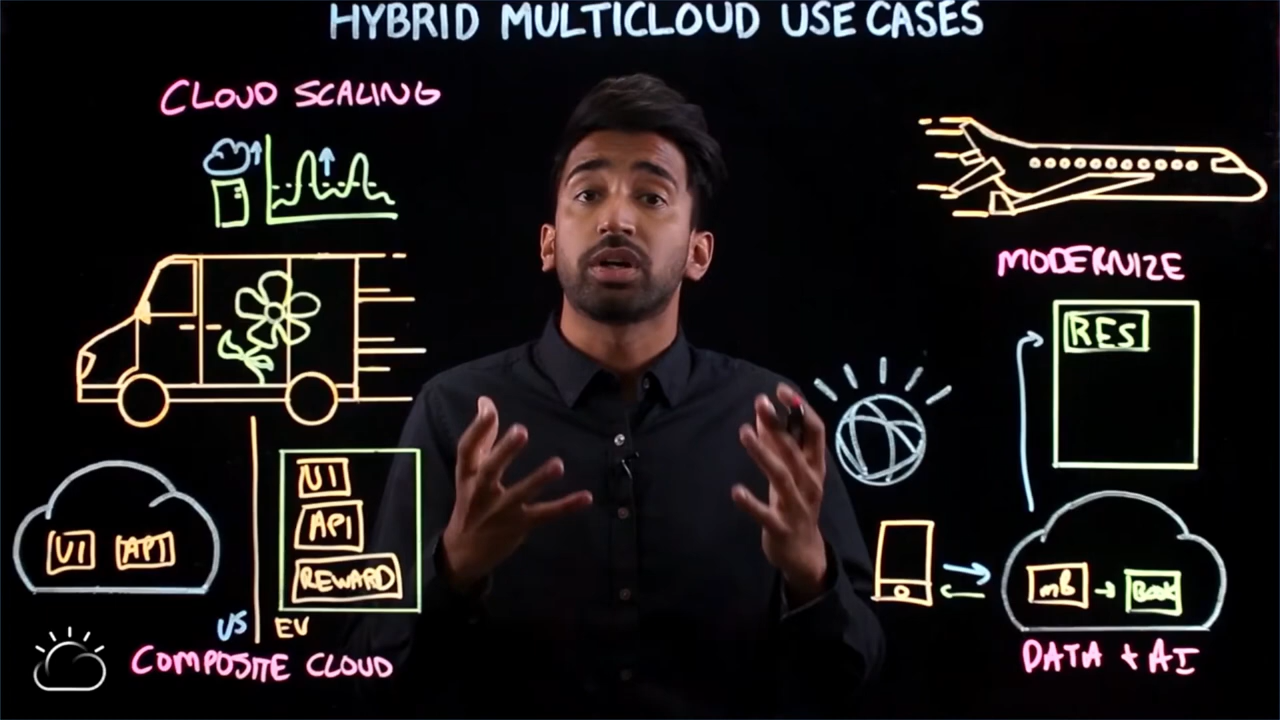 HYBRID MULTICLOUD USE CASES
CLOUD SCALING
MODERNIZE
RES
UI
API
UI
API
REWARD
MB
BOOK
US
EU
COMPOSITE CLOUD
DATA + AI